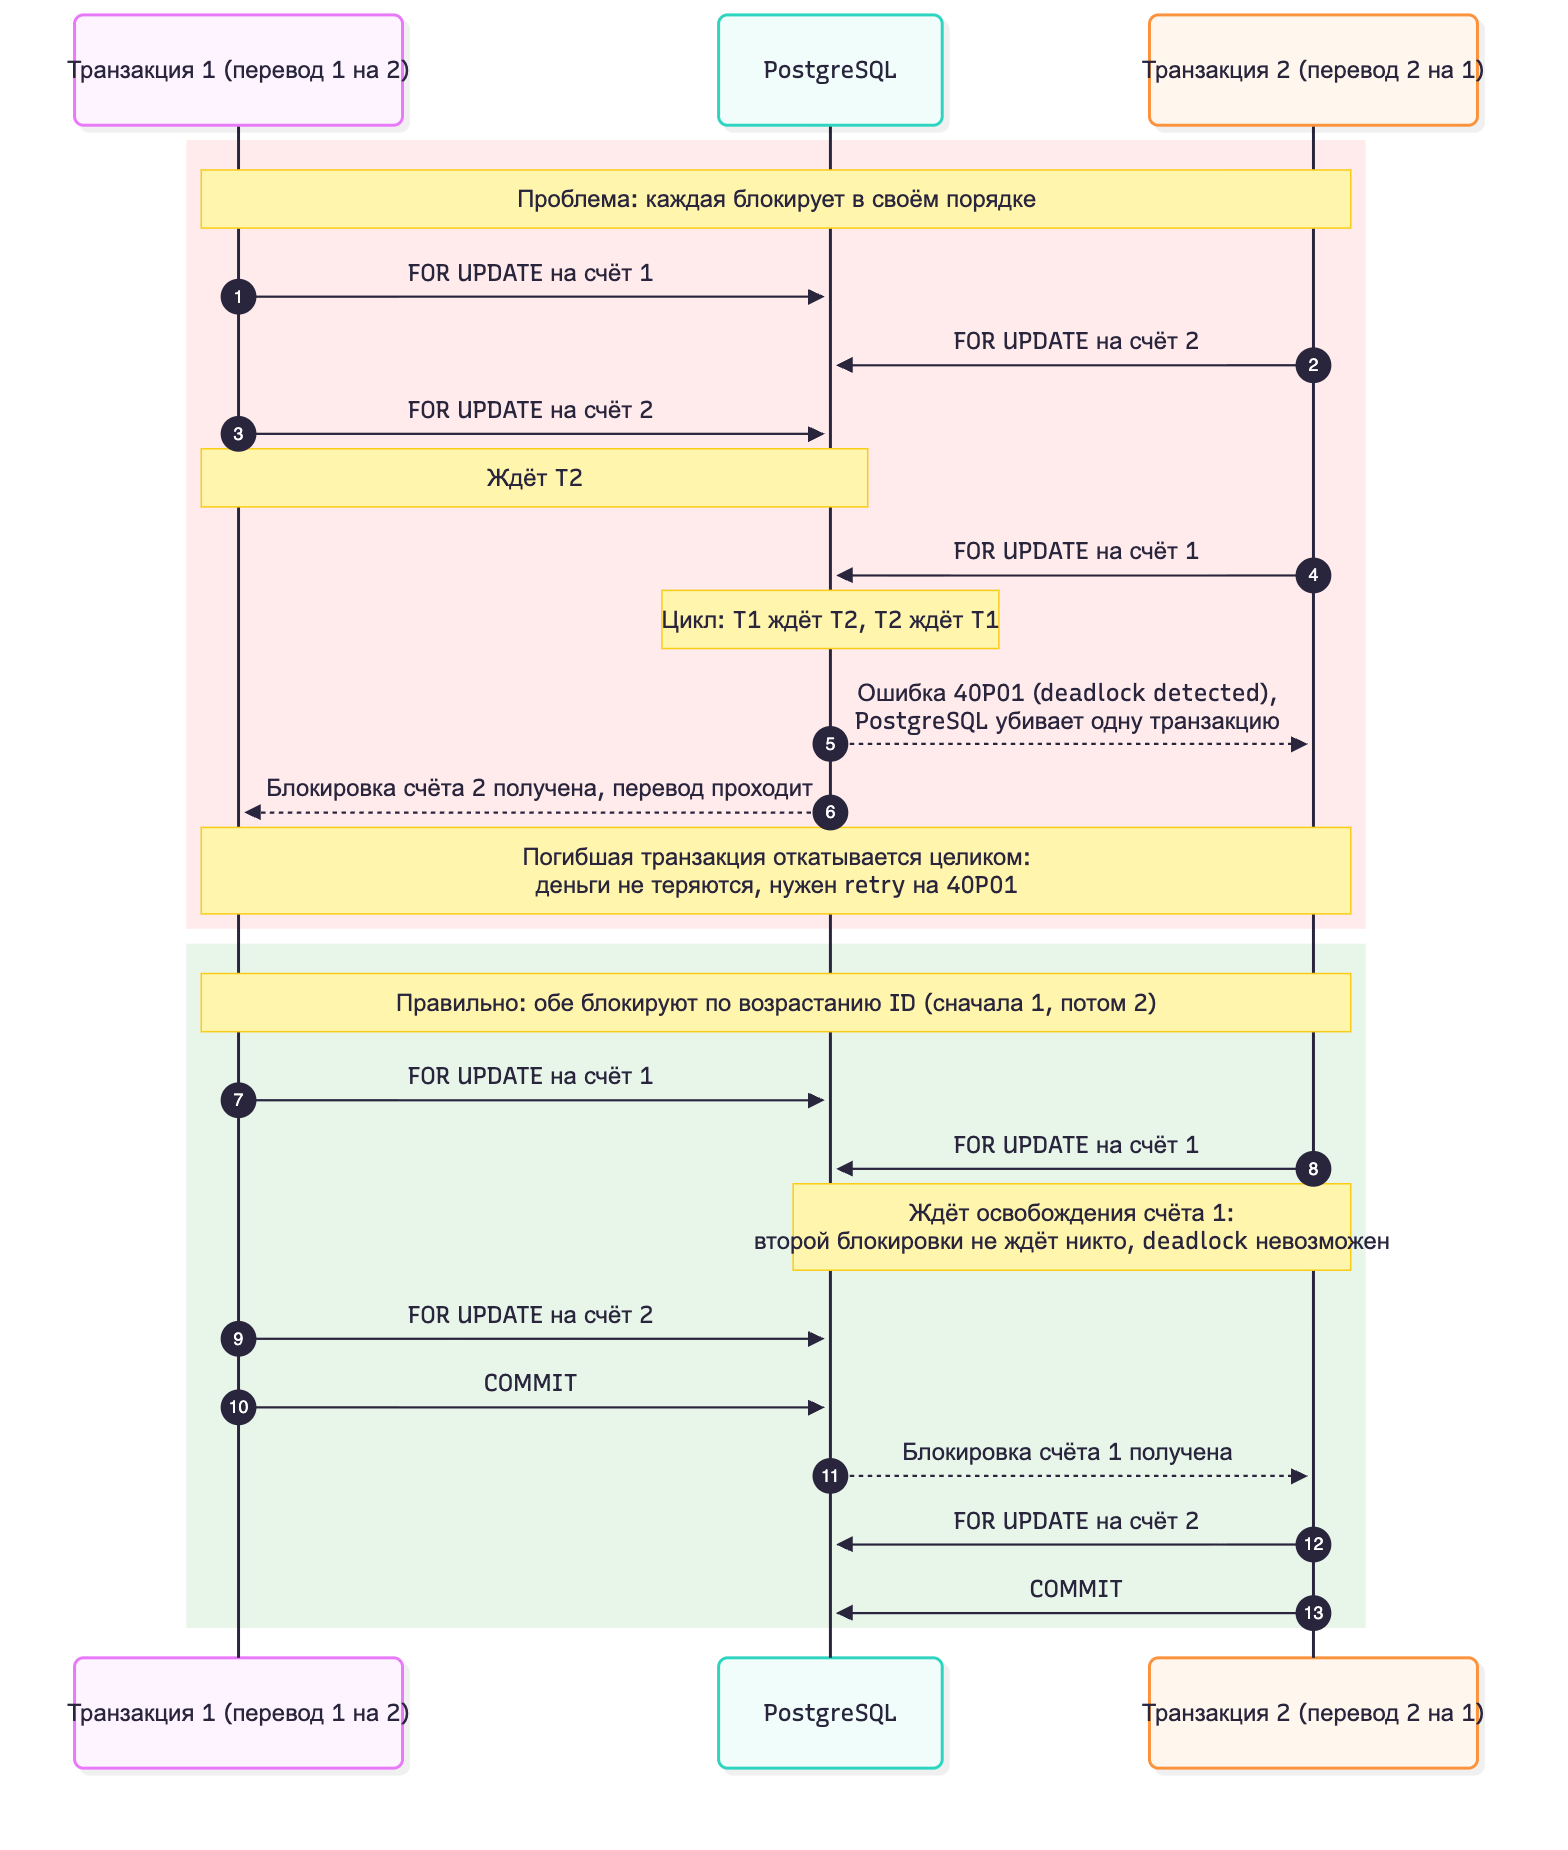 Транзакция 1 (перевод 1 на 2)
PostgreSQL
Транзакция 2 (перевод 2 на 1)
Проблема: каждая блокирует в своём порядке
FOR UPDATE на счёт 1
1
FOR UPDATE на счёт 2
2
FOR UPDATE на счёт 2
3
Ждёт T2
FOR UPDATE на счёт 1
4
Цикл: T1 ждёт T2, T2 ждёт T1
Ошибка 40P01 (deadlock detected),
PostgreSQL убивает одну транзакцию
5
Блокировка счёта 2 получена, перевод проходит
6
Погибшая транзакция откатывается целиком:
деньги не теряются, нужен retry на 40P01
Правильно: обе блокируют по возрастанию ID (сначала 1, потом 2)
FOR UPDATE на счёт 1
7
FOR UPDATE на счёт 1
8
Ждёт освобождения счёта 1:
второй блокировки не ждёт никто, deadlock невозможен
FOR UPDATE на счёт 2
9
COMMIT
10
Блокировка счёта 1 получена
11
FOR UPDATE на счёт 2
12
COMMIT
13
Транзакция 1 (перевод 1 на 2)
PostgreSQL
Транзакция 2 (перевод 2 на 1)